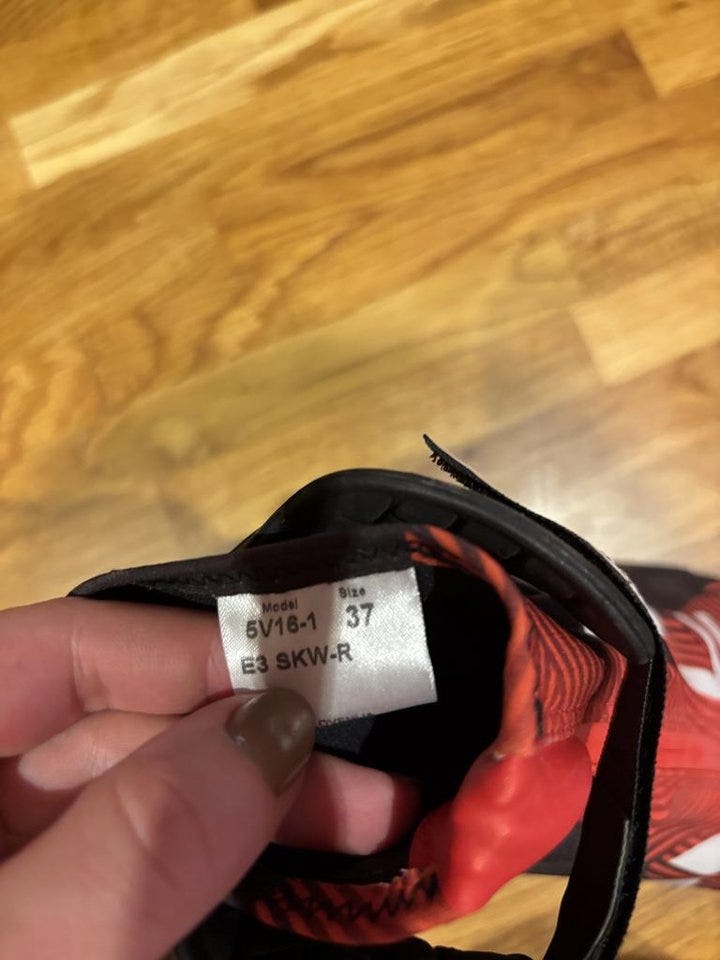 Model Size
5V16-1 37
E3 SKW-R